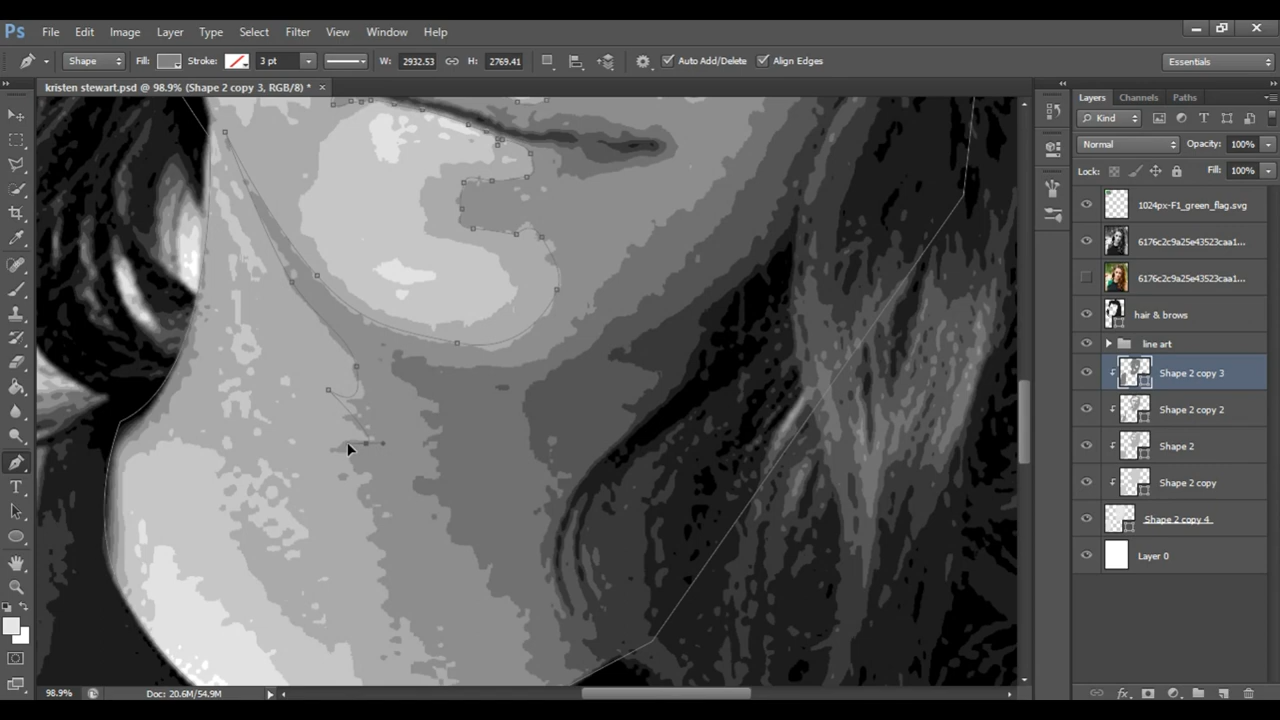 Ps File Edit Image Layer Type Select Filter View Window Help
Shape Fill: Stroke: 3 pt W: 2932.53 H: 2769.41 Auto Add/Delete Align Edges Essentials
kristen stewart.psd @ 98.9% (Shape 2 copy 3, RGB/8) * ×
Layers Channels Paths
Kind
Normal Opacity: 100%
Lock: Fill: 100%
1024px-F1_green_flag.svg
6176c2c9a25e43523caa1...
6176c2c9a25e43523caa1...
hair & brows
line art
Shape 2 copy 3
Shape 2 copy 2
Shape 2
Shape 2 copy
Shape 2 copy 4
Layer 0
98.9% Doc: 20.6M/54.9M
fx